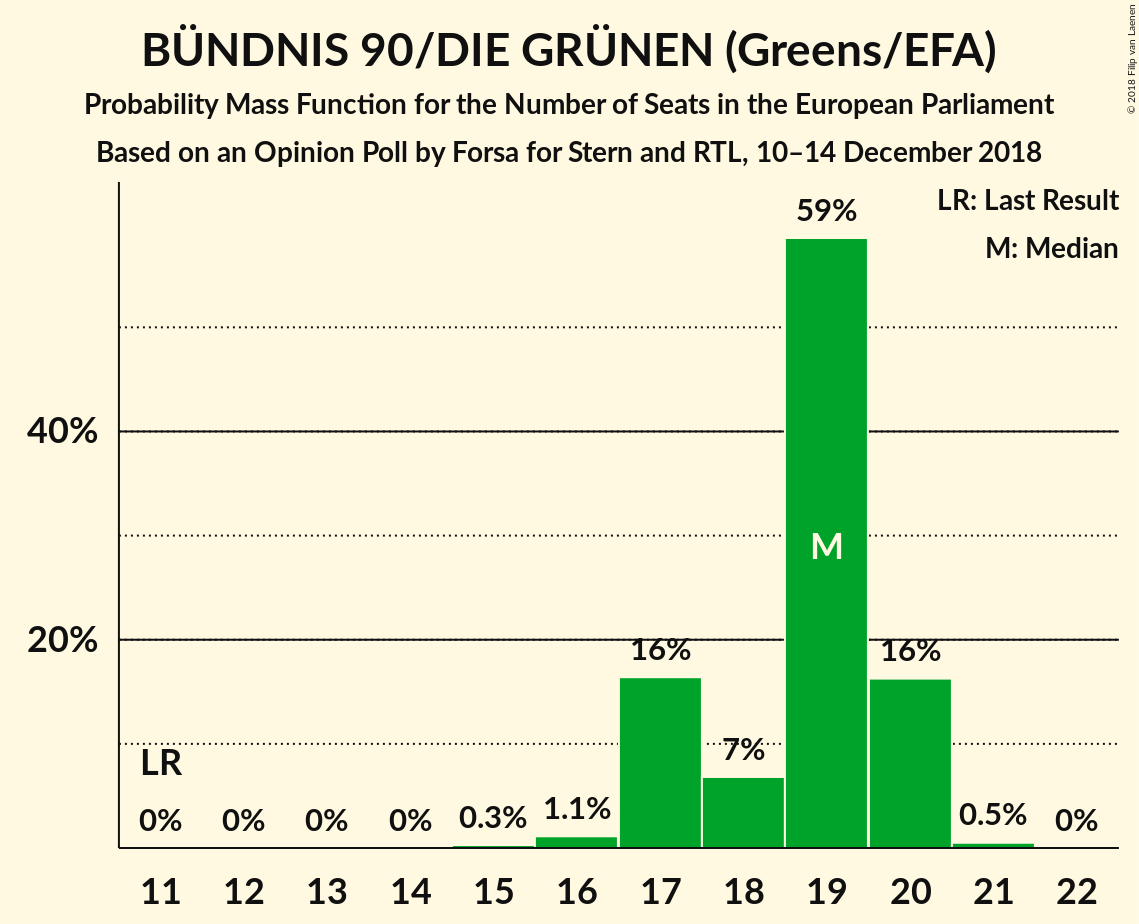 BÜNDNIS 90/DIE GRÜNEN (Greens/EFA)
Probability Mass Function for the Number of Seats in the European Parliament
Based on an Opinion Poll by Forsa for Stern and RTL, 10–14 December 2018
© 2018 Filip van Laenen
LR: Last Result
M: Median
59%
40%
M
20%
16%
16%
7%
LR
0%
0%
0%
0%
0.3%
1.1%
0.5%
0%
11 12 13 14 15 16 17 18 19 20 21 22